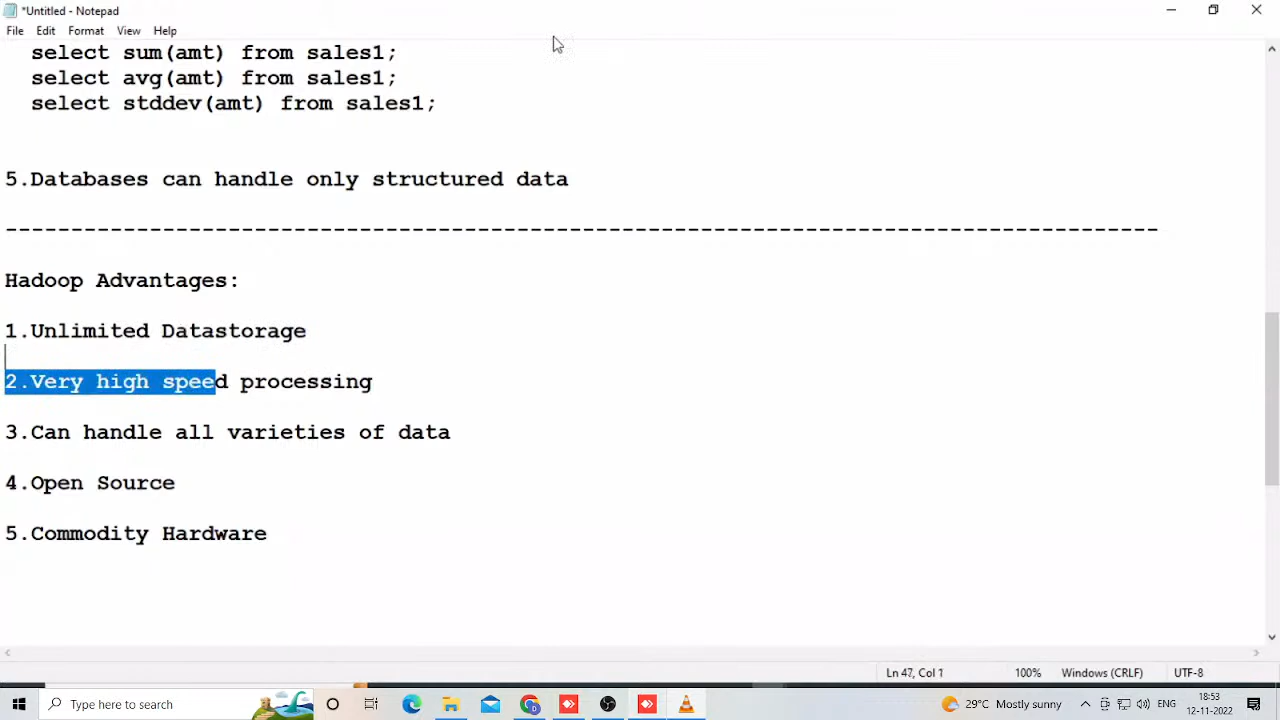 *Untitled - Notepad
File Edit Format View Help
select sum(amt) from sales1;
select avg(amt) from sales1;
select stddev(amt) from sales1;
5.Databases can handle only structured data
----------------------------------------------------------------------------------------
Hadoop Advantages:
1.Unlimited Datastorage
2.Very high speed processing
3.Can handle all varieties of data
4.Open Source
5.Commodity Hardware
Ln 47, Col 1 100% Windows (CRLF) UTF-8
Type here to search 29°C Mostly sunny ENG 18:53
12-11-2022